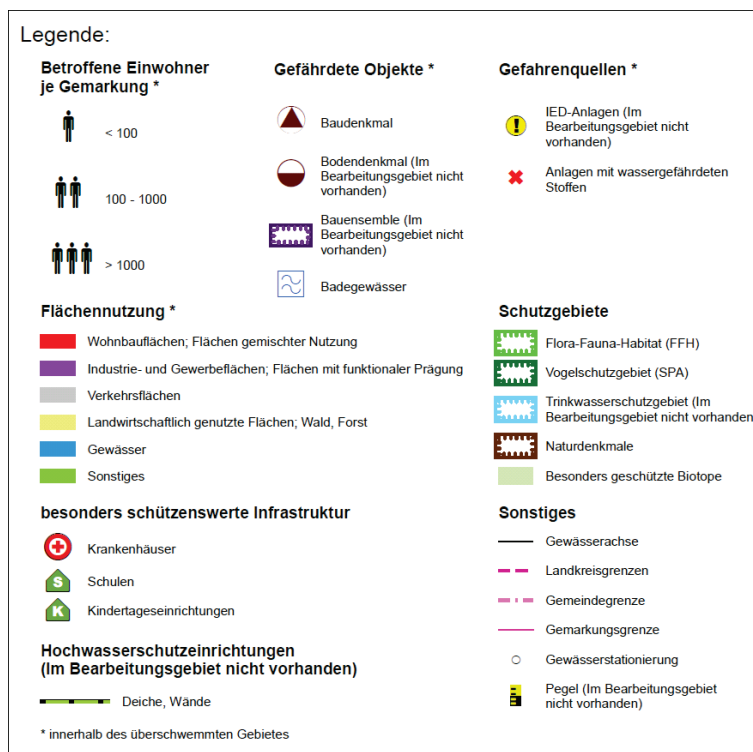 Legende:
Betroffene Einwohner
je Gemarkung *
< 100
100 - 1000
> 1000
Gefährdete Objekte *
Baudenkmal
Bodendenkmal (Im
Bearbeitungsgebiet nicht
vorhanden)
Bauensemble (Im
Bearbeitungsgebiet nicht
vorhanden)
Badegewässer
Gefahrenquellen *
IED-Anlagen (Im
Bearbeitungsgebiet nicht
vorhanden)
Anlagen mit wassergefährdeten
Stoffen
Flächennutzung *
Wohnbauflächen; Flächen gemischter Nutzung
Industrie- und Gewerbeflächen; Flächen mit funktionaler Prägung
Verkehrsflächen
Landwirtschaftlich genutzte Flächen; Wald, Forst
Gewässer
Sonstiges
Schutzgebiete
Flora-Fauna-Habitat (FFH)
Vogelschutzgebiet (SPA)
Trinkwasserschutzgebiet (Im
Bearbeitungsgebiet nicht vorhanden
Naturdenkmale
Besonders geschützte Biotope
besonders schützenswerte Infrastruktur
Krankenhäuser
S Schulen
K Kindertageseinrichtungen
Hochwasserschutzeinrichtungen
(Im Bearbeitungsgebiet nicht vorhanden)
Deiche, Wände
* innerhalb des überschwemmten Gebietes
Sonstiges
Gewässerachse
Landkreisgrenzen
Gemeindegrenze
Gemarkungsgrenze
Gewässerstationierung
Pegel (Im Bearbeitungsgebiet
nicht vorhanden)